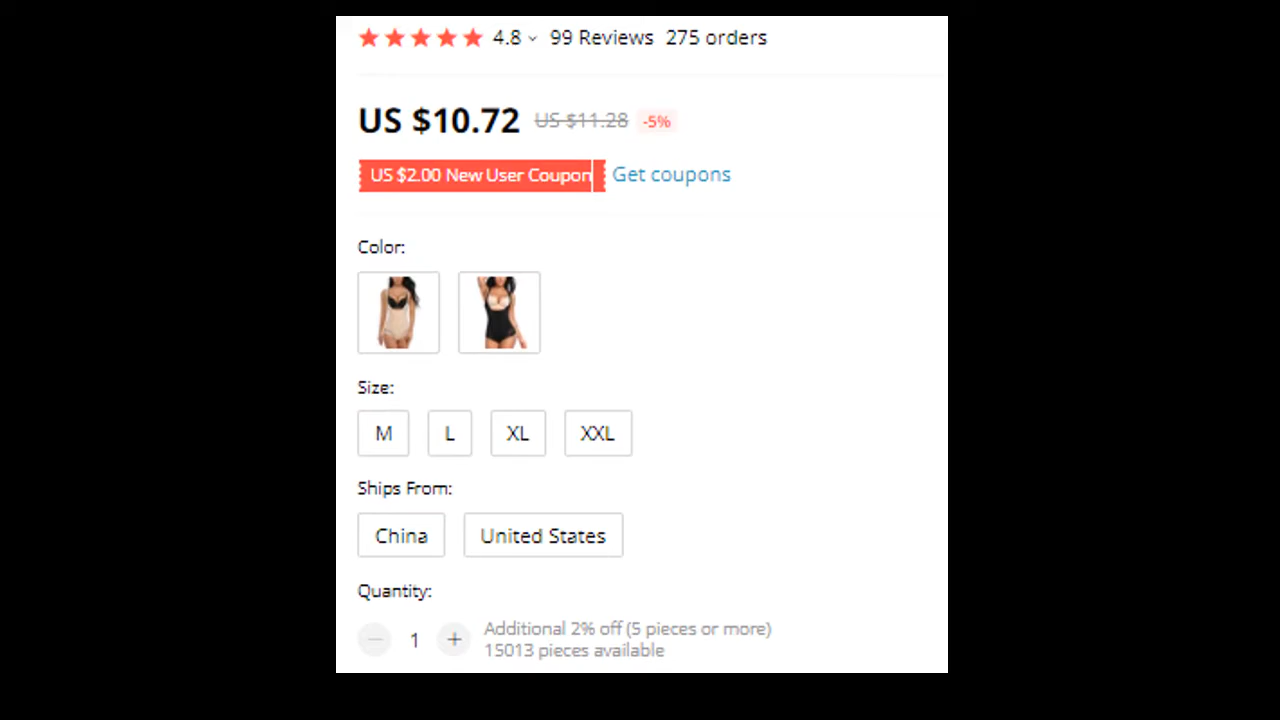 4.8 99 Reviews 275 orders
US $10.72 US $11.28 -5%
US $2.00 New User Coupon Get coupons
Color:
Size:
M L XL XXL
Ships From:
China United States
Quantity:
1 Additional 2% off (5 pieces or more)
15013 pieces available